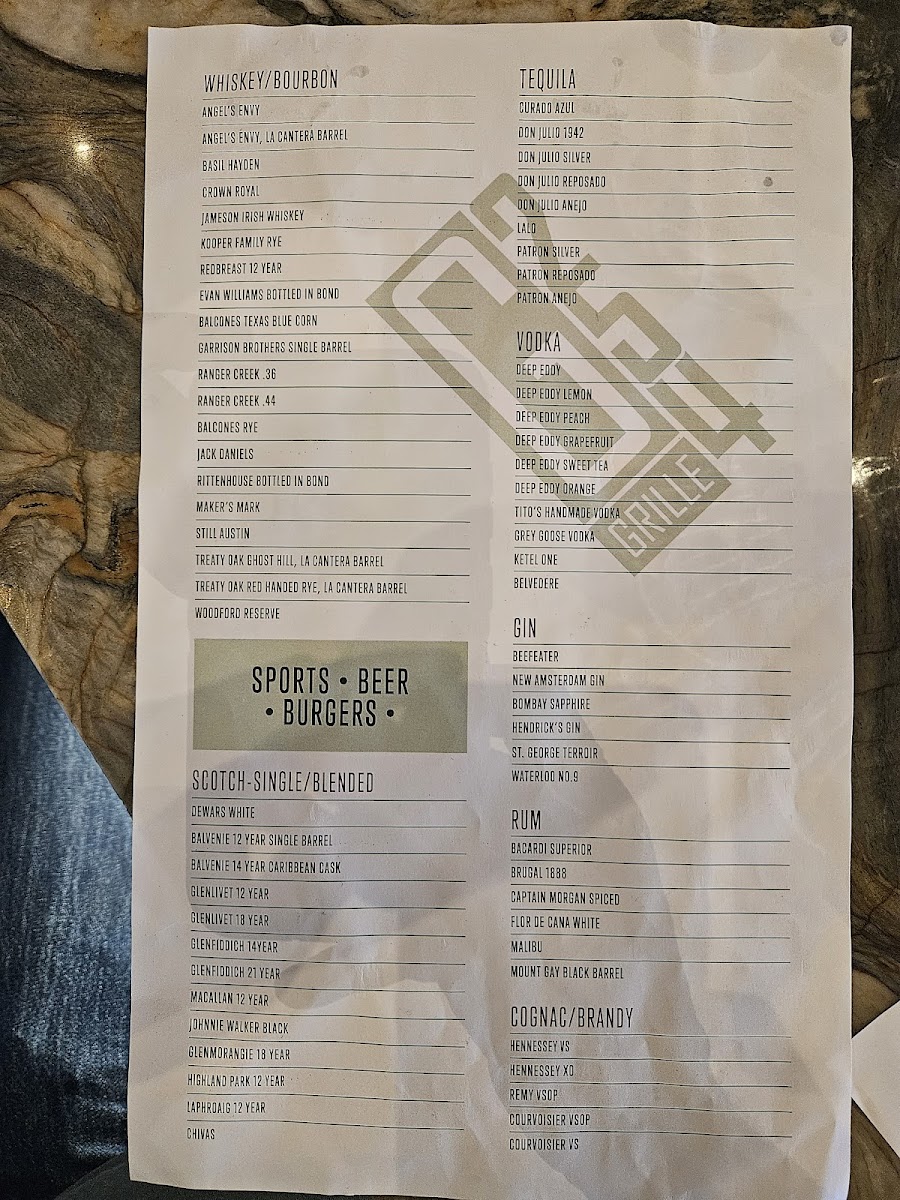 WHISKEY/BOURBON
ANGEL'S ENVY
ANGEL'S ENVY, LA CANTERA BARREL
BASIL HAYDEN
CROWN ROYAL
JAMESON IRISH WHISKEY
KOOPER FAMILY RYE
REDBREAST 12 YEAR
EVAN WILLIAMS BOTTLED IN BOND
BALCONES TEXAS BLUE CORN
GARRISON BROTHERS SINGLE BARREL
RANGER CREEK .36
RANGER CREEK .44
BALCONES RYE
JACK DANIELS
RITTENHOUSE BOTTLED IN BOND
MAKER'S MARK
STILL AUSTIN
TREATY OAK GHOST HILL, LA CANTERA BARREL
TREATY OAK RED HANDED RYE, LA CANTERA BARREL
WOODFORD RESERVE
SPORTS • BEER
• BURGERS •
SCOTCH-SINGLE/BLENDED
DEWARS WHITE
BALVENIE 12 YEAR SINGLE BARREL
BALVENIE 14 YEAR CARIBBEAN CASK
GLENLIVET 12 YEAR
GLENLIVET 18 YEAR
GLENFIDDICH 14YEAR
GLENFIDDICH 21 YEAR
MACALLAN 12 YEAR
JOHNNIE WALKER BLACK
GLENMORANGIE 18 YEAR
HIGHLAND PARK 12 YEAR
LAPHROAIG 12 YEAR
CHIVAS
TEQUILA
CURADO AZUL
DON JULIO 1942
DON JULIO SILVER
DON JULIO REPOSADO
DON JULIO ANEJO
LALO
PATRON SILVER
PATRON REPOSADO
PATRON ANEJO
VODKA
DEEP EDDY
DEEP EDDY LEMON
DEEP EDDY PEACH
DEEP EDDY GRAPEFRUIT
DEEP EDDY SWEET TEA
DEEP EDDY ORANGE
TITO'S HANDMADE VODKA
GREY GOOSE VODKA
KETEL ONE
BELVEDERE
GIN
BEEFEATER
NEW AMSTERDAM GIN
BOMBAY SAPPHIRE
HENDRICK'S GIN
ST. GEORGE TERROIR
WATERLOO NO.9
RUM
BACARDI SUPERIOR
BRUGAL 1888
CAPTAIN MORGAN SPICED
FLOR DE CANA WHITE
MALIBU
MOUNT GAY BLACK BARREL
COGNAC/BRANDY
HENNESSEY VS
HENNESSEY XO
REMY VSOP
COURVOISIER VSOP
COURVOISIER VS
254
GRILLE